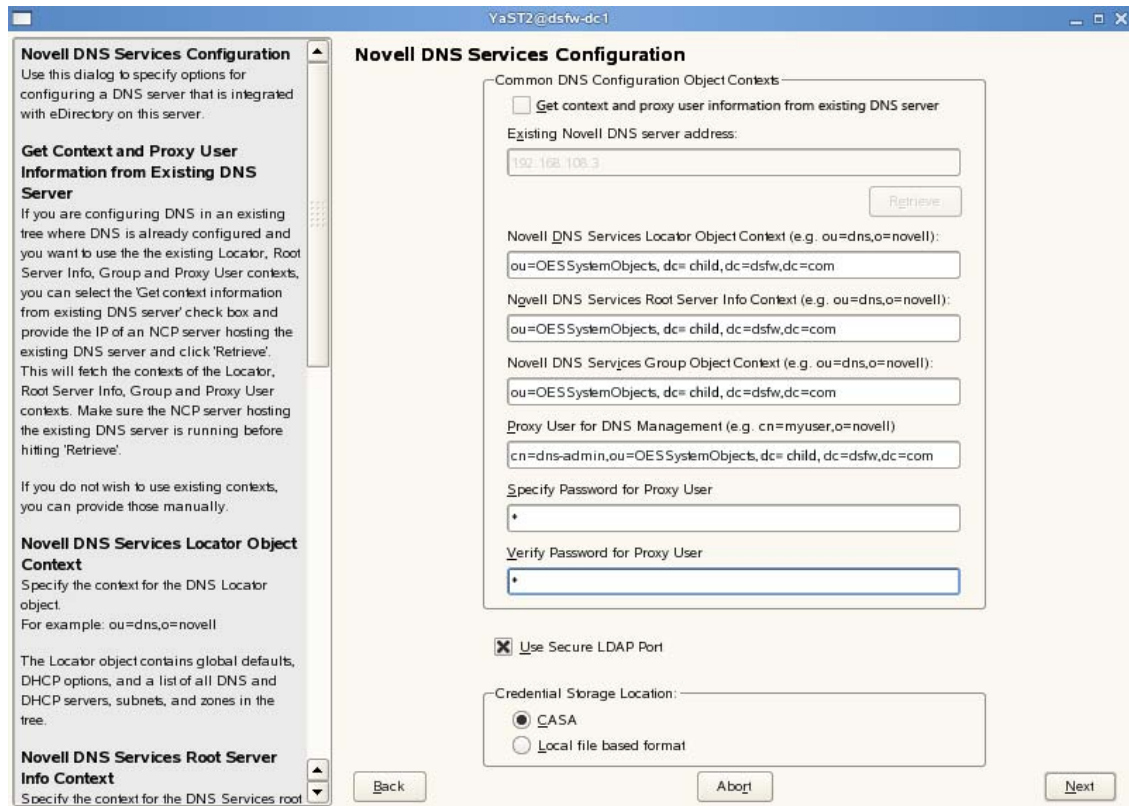 YaST2@dsfw-dc1
Novell DNS Services Configuration
Use this dialog to specify options for
configuring a DNS server that is integrated
with eDirectory on this server.
Get Context and Proxy User
Information from Existing DNS
Server
If you are configuring DNS in an existing
tree where DNS is already configured and
you want to use the the existing Locator, Root
Server Info, Group and Proxy User contexts,
you can select the 'Get context information
from existing DNS server' check box and
provide the IP of an NCP server hosting the
existing DNS server and click 'Retrieve'.
This will fetch the contexts of the Locator,
Root Server Info, Group and Proxy User
contexts. Make sure the NCP server hosting
the existing DNS server is running before
hitting 'Retrieve'.
If you do not wish to use existing contexts,
you can provide those manually.
Novell DNS Services Locator Object
Context
Specify the context for the DNS Locator
object.
For example: ou=dns,o=novell
The Locator object contains global defaults,
DHCP options, and a list of all DNS and
DHCP servers, subnets, and zones in the
tree.
Novell DNS Services Root Server
Info Context
Specify the context for the DNS Services root
Novell DNS Services Configuration
Common DNS Configuration Object Contexts
Get context and proxy user information from existing DNS server
Existing Novell DNS server address:
192.168.108.3
Retrieve
Novell DNS Services Locator Object Context (e.g. ou=dns,o=novell):
ou=OESSystemObjects, dc= child, dc=dsfw,dc=com
Novell DNS Services Root Server Info Context (e.g. ou=dns,o=novell):
ou=OESSystemObjects, dc= child, dc=dsfw,dc=com
Novell DNS Services Group Object Context (e.g. ou=dns,o=novell):
ou=OESSystemObjects, dc= child, dc=dsfw,dc=com
Proxy User for DNS Management (e.g. cn=myuser,o=novell)
cn=dns-admin,ou=OESSystemObjects, dc= child, dc=dsfw,dc=com
Specify Password for Proxy User
*
Verify Password for Proxy User
*
Use Secure LDAP Port
Credential Storage Location:
CASA
Local file based format
Back
Abort
Next